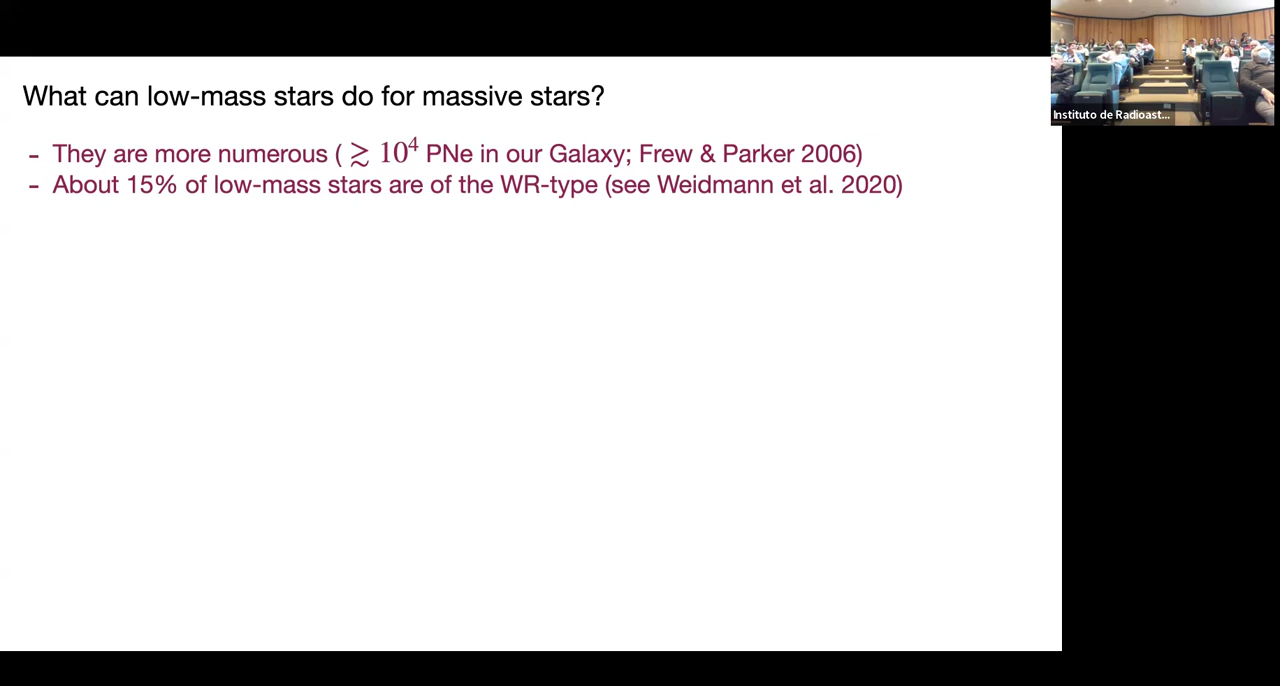 What can low-mass stars do for massive stars?
- They are more numerous ( ≳ 10⁴ PNe in our Galaxy; Frew & Parker 2006)
- About 15% of low-mass stars are of the WR-type (see Weidmann et al. 2020)
Instituto de Radioast...